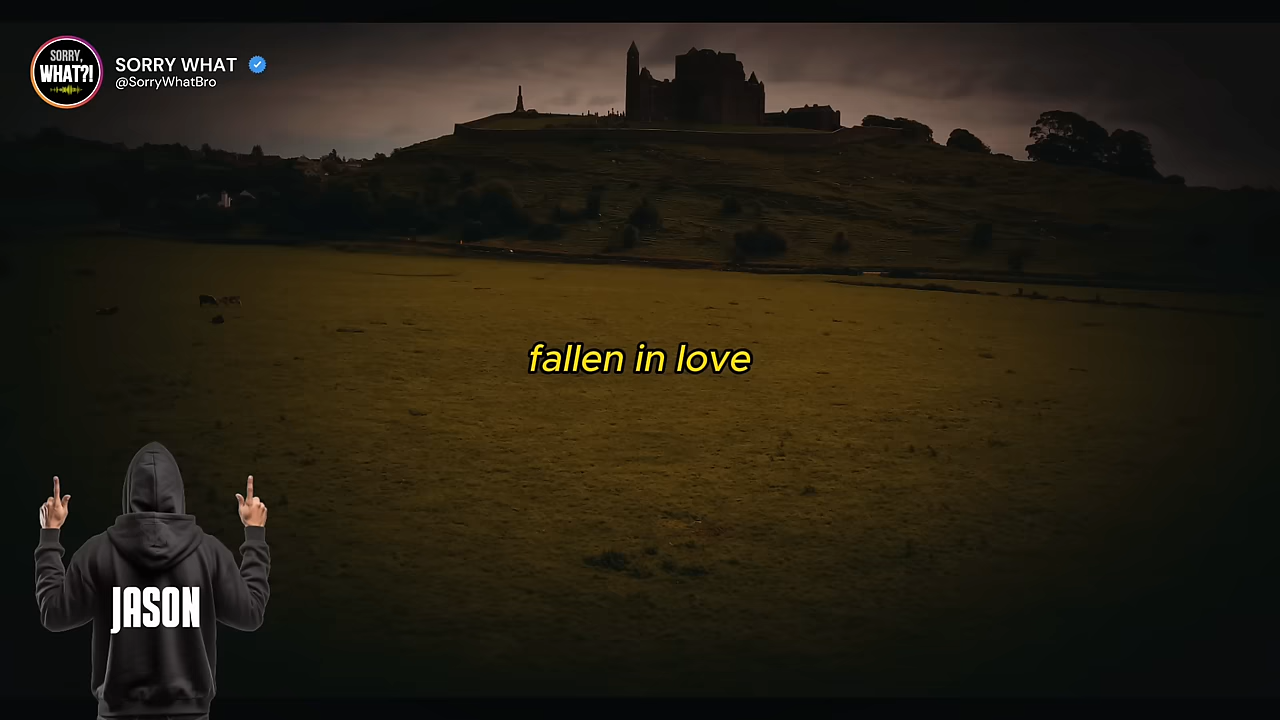 SORRY,
WHAT?!
SORRY WHAT
@SorryWhatBro
fallen in love
JASON